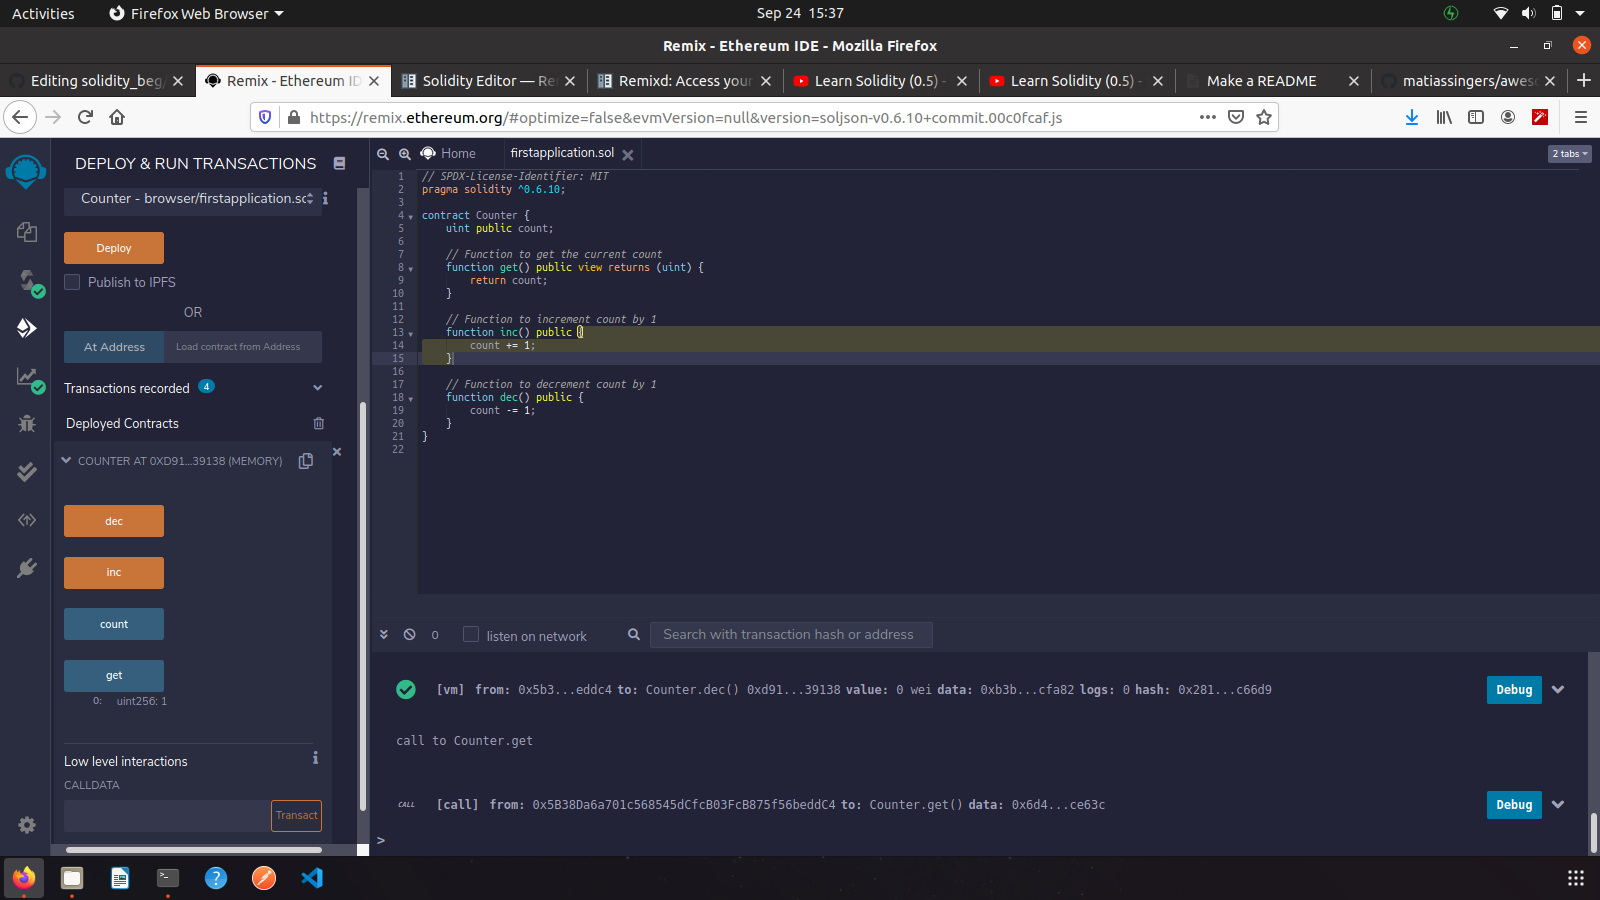 Activities
Firefox Web Browser
Sep 24 15:37
Remix - Ethereum IDE - Mozilla Firefox
Editing solidity_beg
Remix - Ethereum ID
Solidity Editor — Re
Remixd: Access your
Learn Solidity (0.5) -
Learn Solidity (0.5) -
Make a README
matiassingers/awes
https://remix.ethereum.org/#optimize=false&evmVersion=null&version=soljson-v0.6.10+commit.00c0fcaf.js
DEPLOY & RUN TRANSACTIONS
Counter - browser/firstapplication.sc
Deploy
Publish to IPFS
OR
At Address
Load contract from Address
Transactions recorded 4
Deployed Contracts
COUNTER AT 0XD91...39138 (MEMORY)
dec
inc
count
get
0: uint256: 1
Low level interactions
CALLDATA
Transact
Home
firstapplication.sol
2 tabs
1 // SPDX-License-Identifier: MIT
2 pragma solidity ^0.6.10;
3
4 contract Counter {
5 uint public count;
6
7 // Function to get the current count
8 function get() public view returns (uint) {
9 return count;
10 }
11
12 // Function to increment count by 1
13 function inc() public {
14 count += 1;
15 }
16
17 // Function to decrement count by 1
18 function dec() public {
19 count -= 1;
20 }
21 }
22
0
listen on network
Search with transaction hash or address
[vm] from: 0x5b3...eddc4 to: Counter.dec() 0xd91...39138 value: 0 wei data: 0xb3b...cfa82 logs: 0 hash: 0x281...c66d9
Debug
call to Counter.get
CALL
[call] from: 0x5B38Da6a701c568545dCfcB03FcB875f56beddC4 to: Counter.get() data: 0x6d4...ce63c
Debug
>